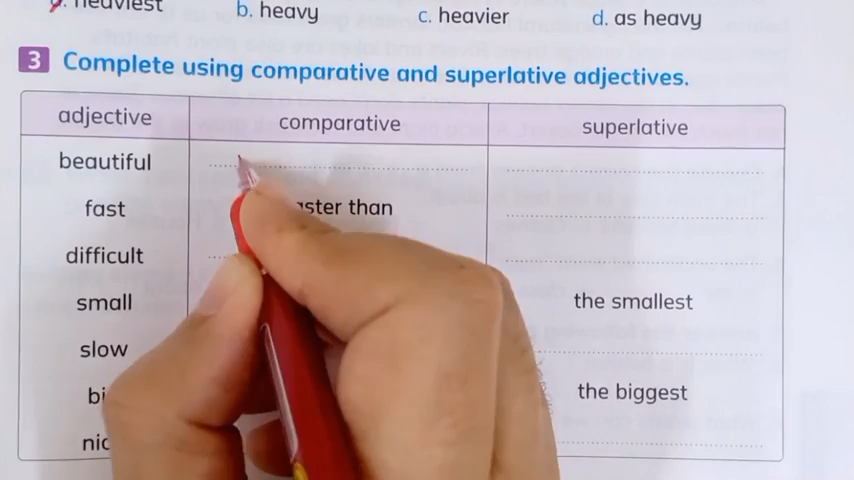 heaviest b. heavy c. heavier d. as heavy
3 Complete using comparative and superlative adjectives.
adjective comparative superlative
beautiful
fast faster than
difficult
small the smallest
slow
the biggest